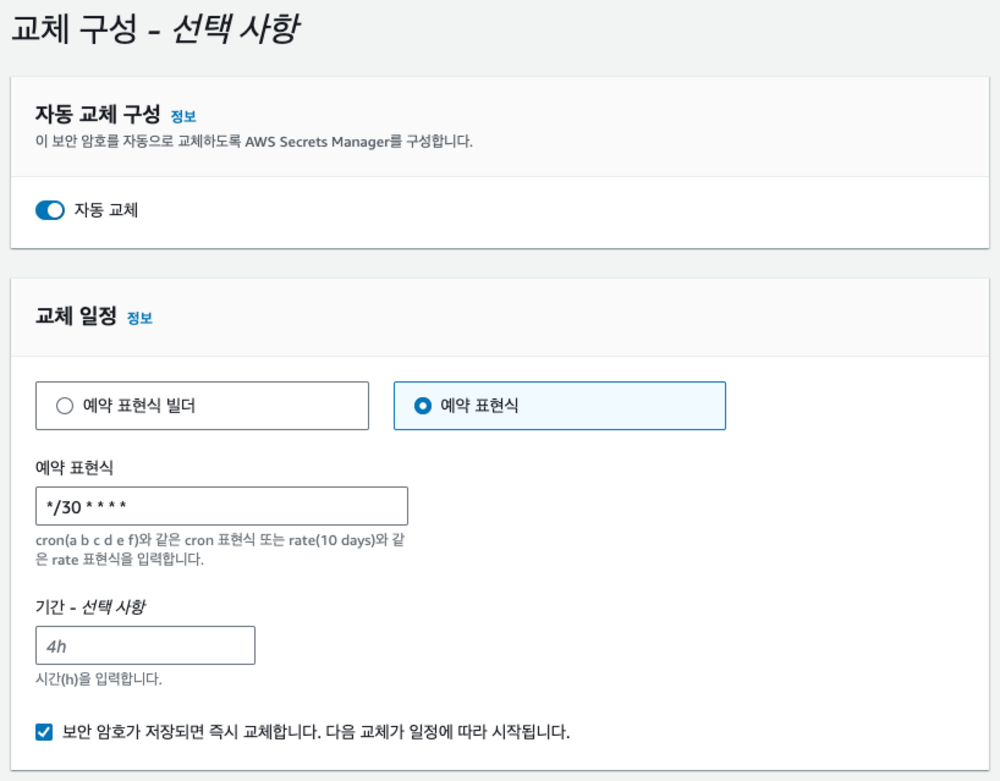 교체 구성 - 선택 사항
자동 교체 구성 정보
이 보안 암호를 자동으로 교체하도록 AWS Secrets Manager를 구성합니다.
자동 교체
교체 일정 정보
예약 표현식 빌더
예약 표현식
예약 표현식
*/30 * * * *
cron(a b c d e f)와 같은 cron 표현식 또는 rate(10 days)와 같
은 rate 표현식을 입력합니다.
기간 - 선택 사항
4h
시간(h)을 입력합니다.
보안 암호가 저장되면 즉시 교체합니다. 다음 교체가 일정에 따라 시작됩니다.